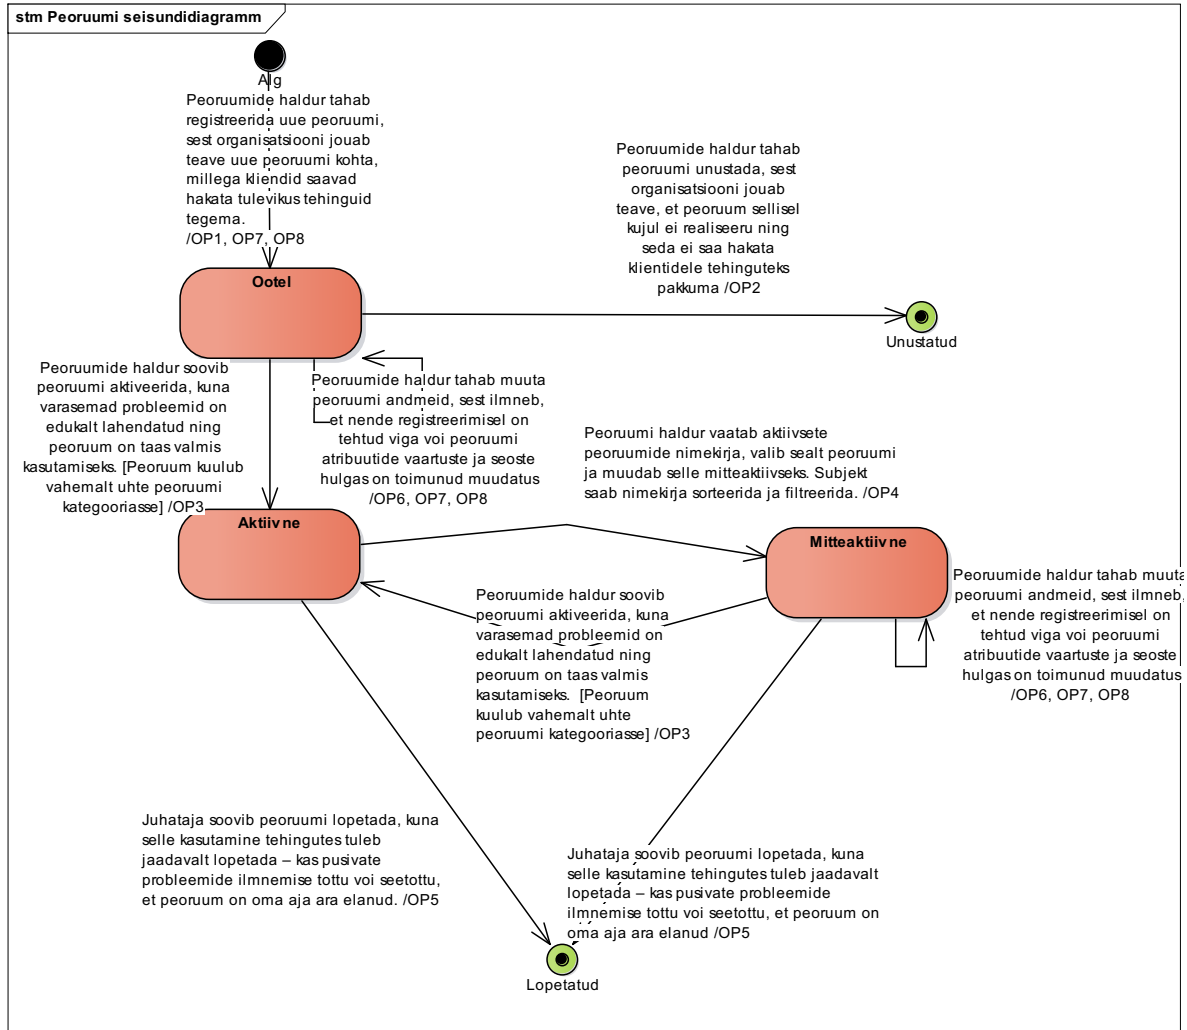 stm Peoruumi seisundidiagramm
Alg
Peoruumide haldur tahab
registreerida uue peoruumi,
sest organisatsiooni jouab
teave uue peoruumi kohta,
millega kliendid saavad
hakata tulevikus tehinguid
tegema.
/OP1, OP7, OP8
Peoruumide haldur tahab
peoruumi unustada, sest
organisatsiooni jouab
teave, et peoruum sellisel
kujul ei realiseeru ning
seda ei saa hakata
klientidele tehinguteks
pakkuma /OP2
Ootel
Unustatud
Peoruumide haldur soovib
peoruumi aktiveerida, kuna
varasemad probleemid on
edukalt lahendatud ning
peoruum on taas valmis
kasutamiseks. [Peoruum kuulub
vahemalt uhte peoruumi
kategooriasse] /OP3
Peoruumide haldur tahab muuta
peoruumi andmeid, sest ilmneb,
et nende registreerimisel on
tehtud viga voi peoruumi
atribuutide vaartuste ja seoste
hulgas on toimunud muudatus
/OP6, OP7, OP8
Peoruumi haldur vaatab aktiivsete
peoruumide nimekirja, valib sealt peoruumi
ja muudab selle mitteaktiivseks. Subjekt
saab nimekirja sorteerida ja filtreerida. /OP4
Aktiivne
Mitteaktiivne
Peoruumide haldur soovib
peoruumi aktiveerida, kuna
varasemad probleemid on
edukalt lahendatud ning
peoruum on taas valmis
kasutamiseks. [Peoruum
kuulub vahemalt uhte
peoruumi kategooriasse] /OP3
Peoruumide haldur tahab muuta
peoruumi andmeid, sest ilmneb,
et nende registreerimisel on
tehtud viga voi peoruumi
atribuutide vaartuste ja seoste
hulgas on toimunud muudatus
/OP6, OP7, OP8
Juhataja soovib peoruumi lopetada, kuna
selle kasutamine tehingutes tuleb
jaadavalt lopetada – kas pusivate
probleemide ilmnemise tottu voi seetottu,
et peoruum on oma aja ara elanud. /OP5
Juhataja soovib peoruumi lopetada, kuna
selle kasutamine tehingutes tuleb jaadavalt
lopetada – kas pusivate probleemide
ilmnemise tottu voi seetottu, et peoruum on
oma aja ara elanud /OP5
Lopetatud